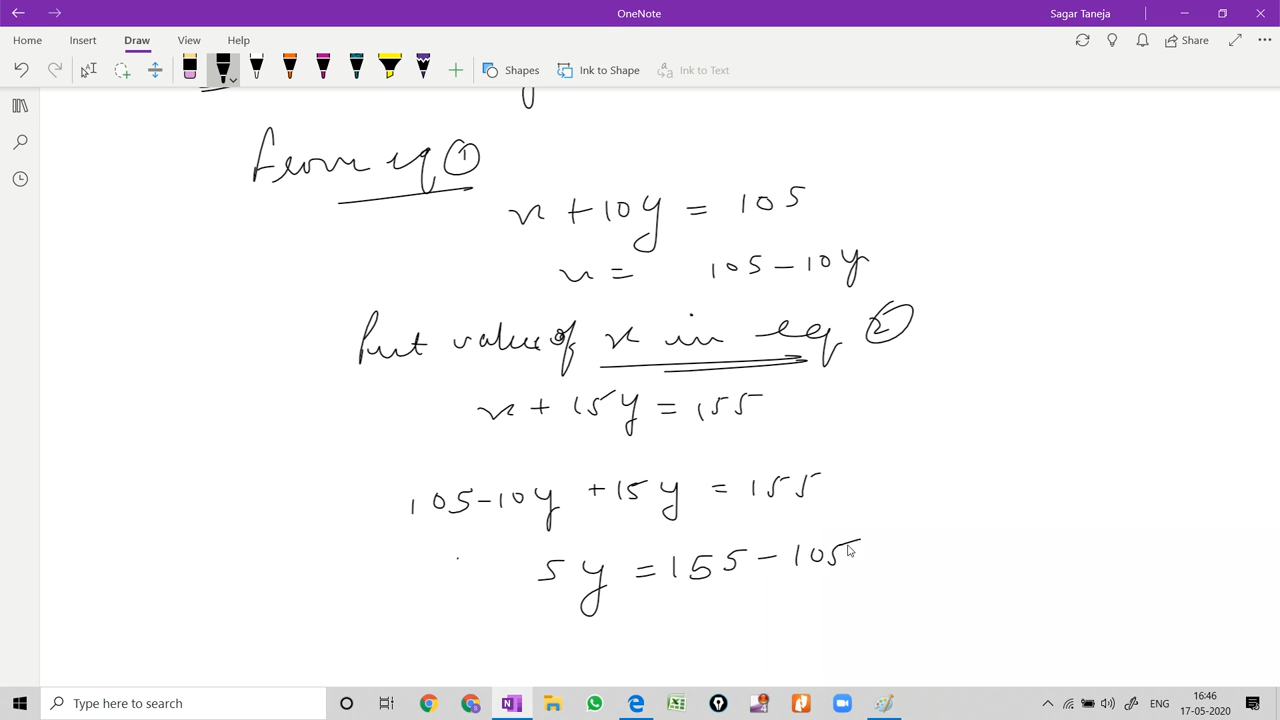 OneNote
Sagar Taneja
Home Insert Draw View Help
Share
Shapes Ink to Shape Ink to Text
From eq ①
x + 10y = 105
x = 105 - 10y
Put value of x in eq ②
x + 15y = 155
105 - 10y + 15y = 155
5y = 155 - 105
Type here to search
ENG
16:46
17-05-2020